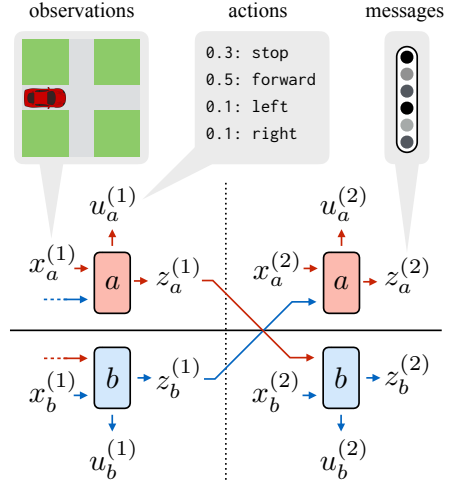 observations actions messages
0.3: stop
0.5: forward
0.1: left
0.1: right
u_a^{(1)} u_a^{(2)}
x_a^{(1)} a z_a^{(1)} x_a^{(2)} a z_a^{(2)}
x_b^{(1)} b z_b^{(1)} x_b^{(2)} b z_b^{(2)}
u_b^{(1)} u_b^{(2)}